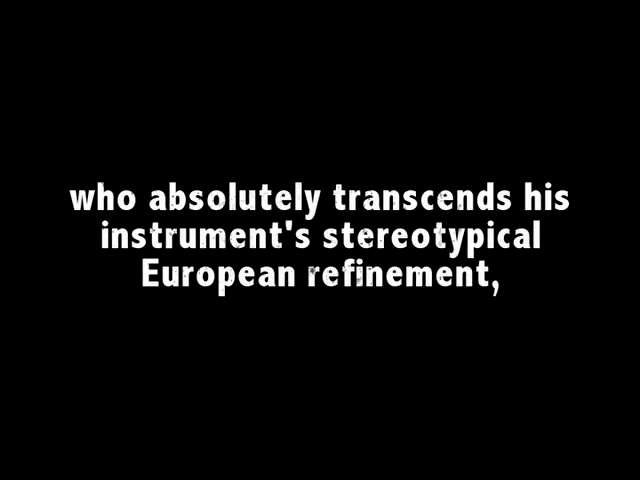 who absolutely transcends his
instrument's stereotypical
European refinement,